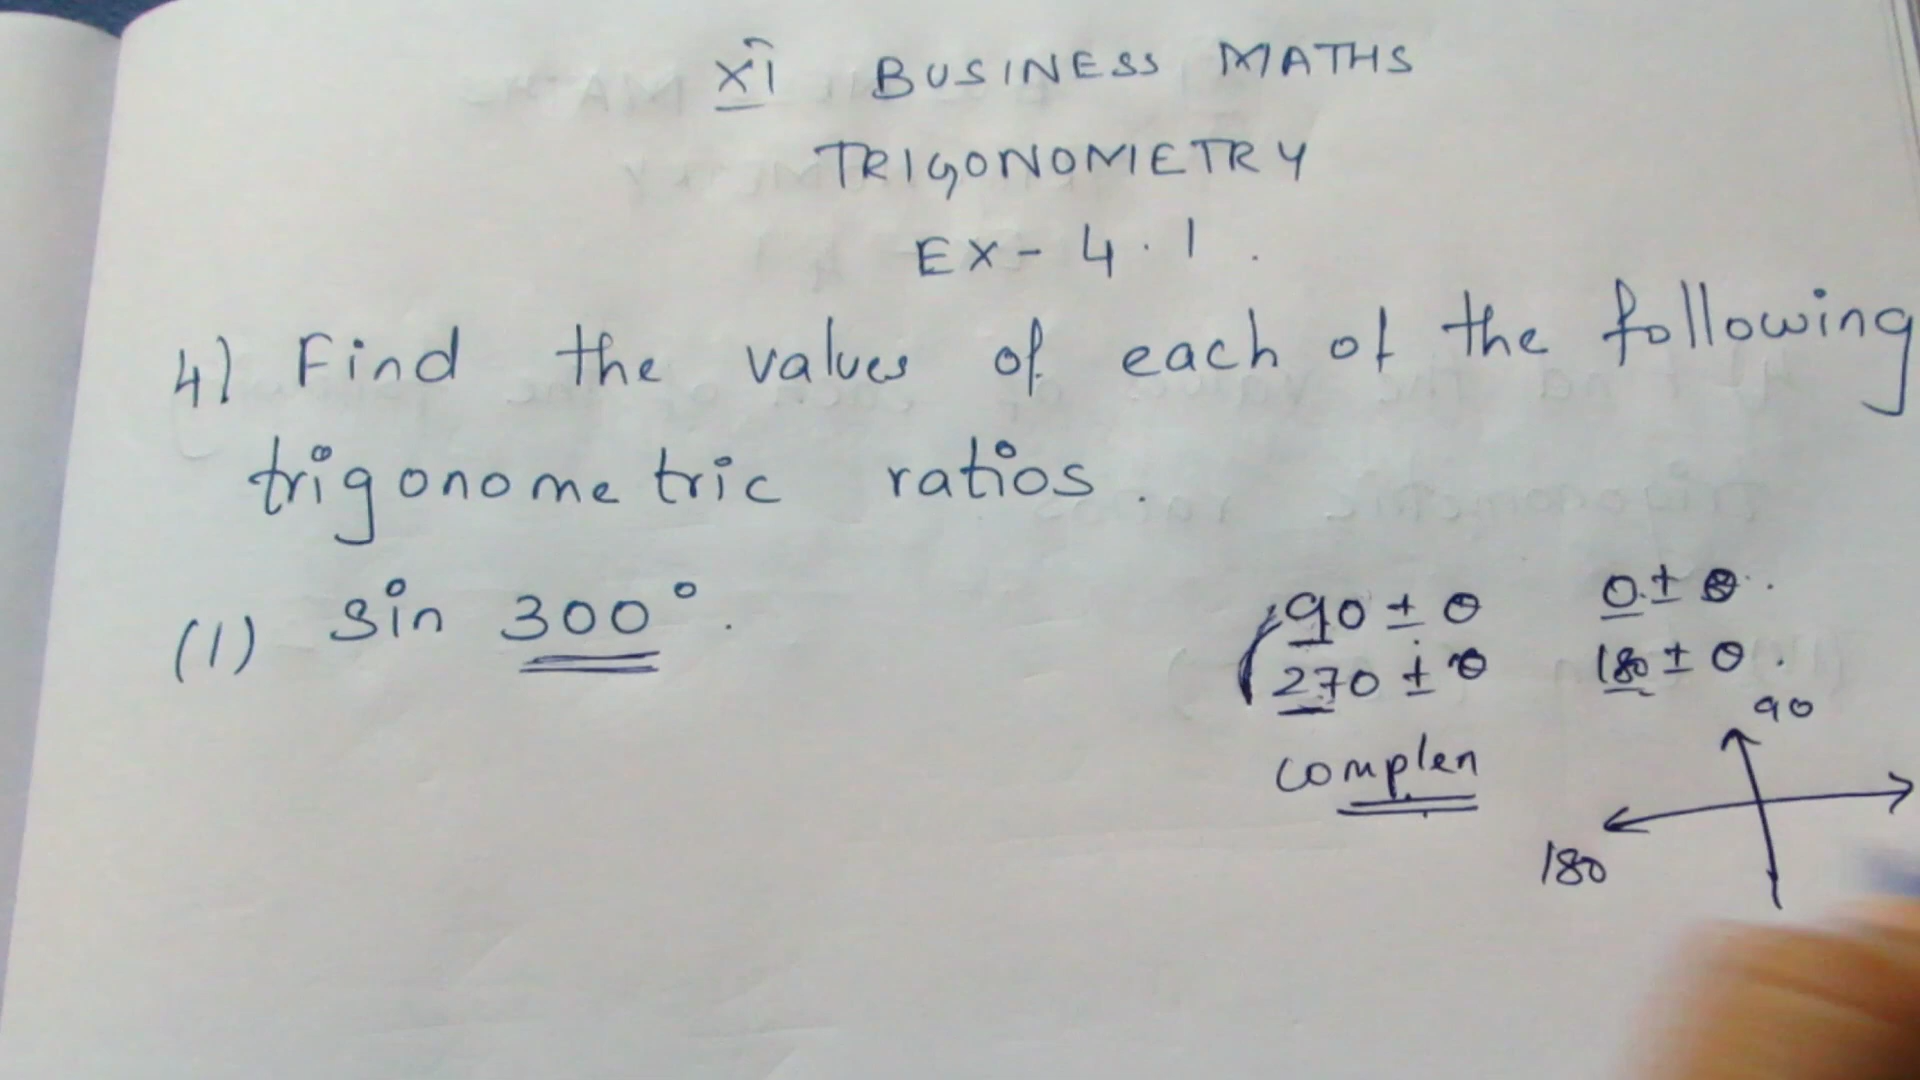 XI BUSINESS MATHS
TRIGONOMETRY
EX - 4.1.
4) Find the values of each of the following
trigonometric ratios.
(1) sin 300°.
90 ± θ 0 ± θ.
270 ± θ 180 ± θ.
complen
90
180